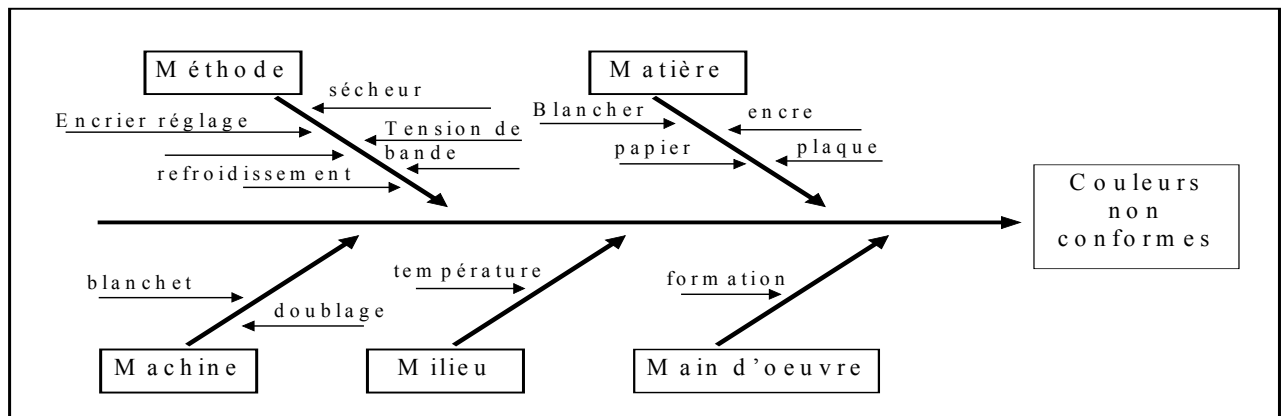 Méthode
Matière
sécheur
Encrier réglage
Tension de
bande
refroidissement
Blancher
encre
papier
plaque
Couleurs
non
conformes
blanchet
doublage
température
formation
Machine
Milieu
Main d'oeuvre